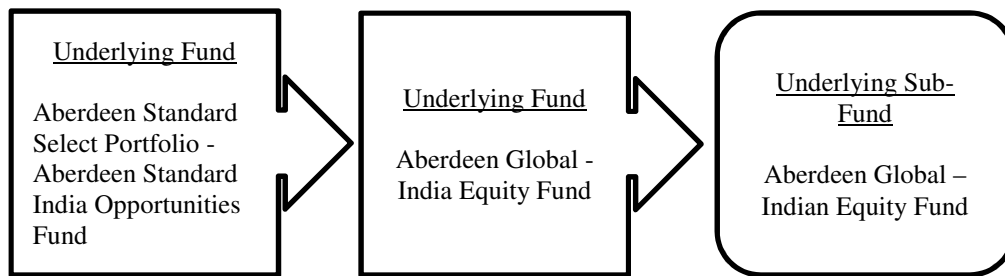 Underlying Fund
Aberdeen Standard
Select Portfolio -
Aberdeen Standard
India Opportunities
Fund
Underlying Fund
Aberdeen Global -
India Equity Fund
Underlying Sub-
Fund
Aberdeen Global –
Indian Equity Fund